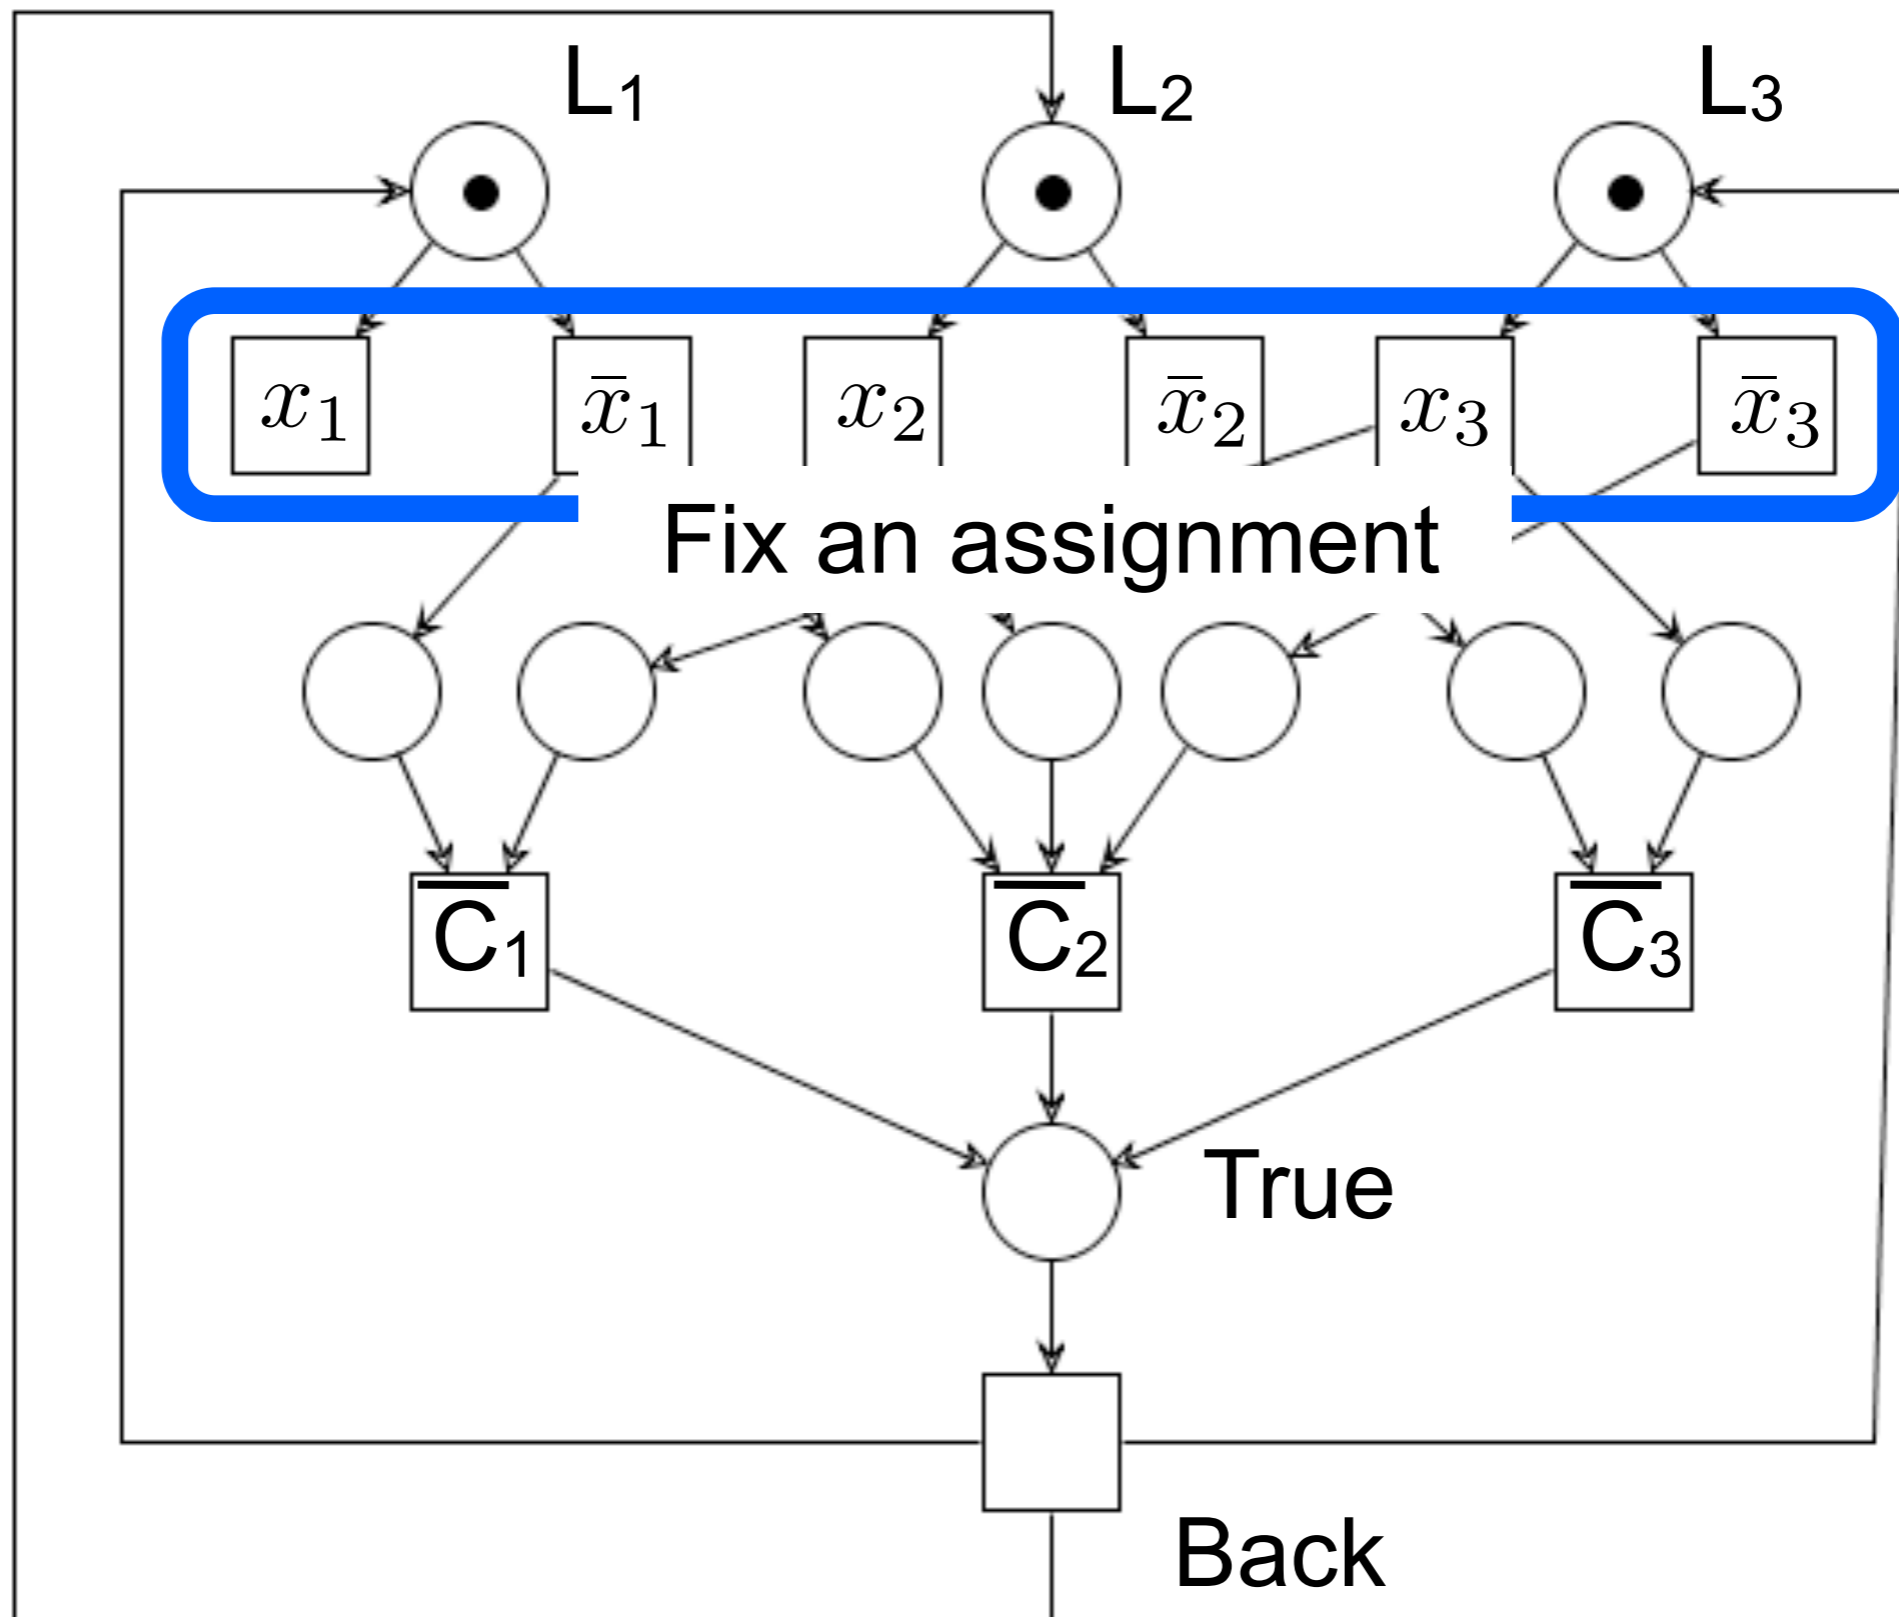 L₁ L₂ L₃
x₁ x̄₁ x₂ x̄₂ x₃ x̄₃
Fix an assignment
C̅₁ C̅₂ C̅₃
True
Back